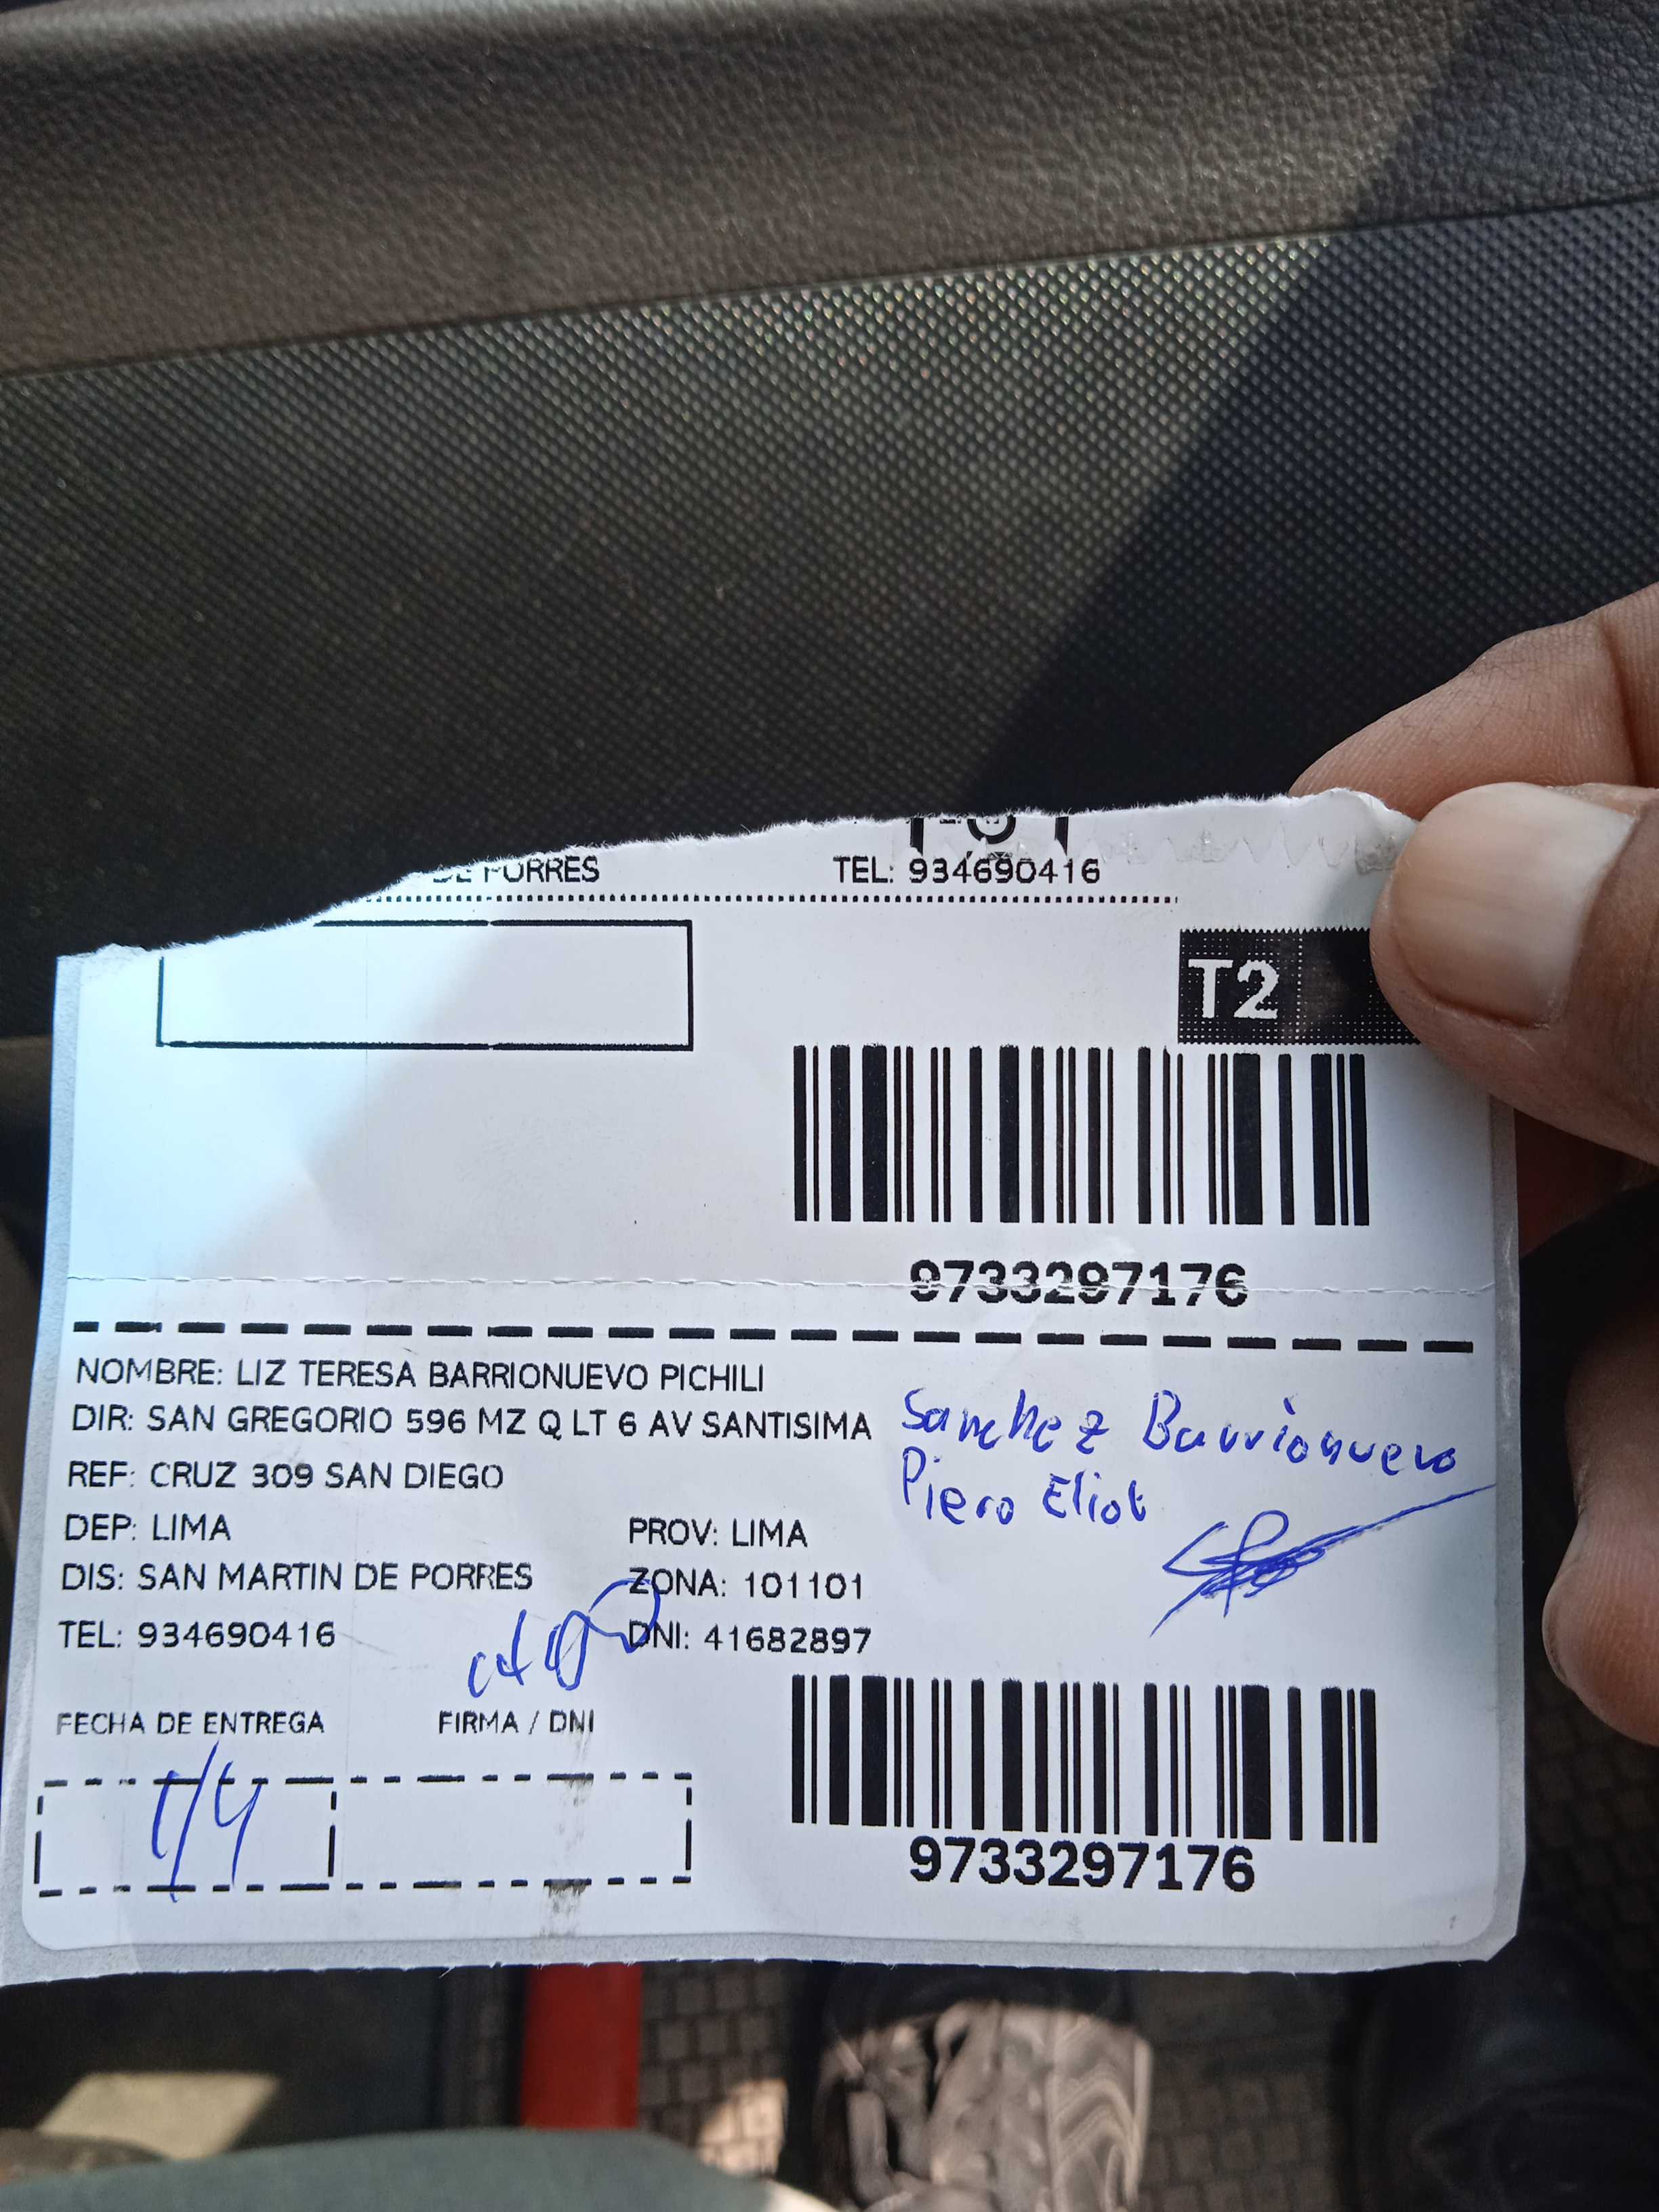 DE PORRES TEL: 934690416
T2
9733297176
NOMBRE: LIZ TERESA BARRIONUEVO PICHILI
DIR: SAN GREGORIO 596 MZ Q LT 6 AV SANTISIMA
REF: CRUZ 309 SAN DIEGO
Sanchez Barrionuevo
Piero Eliot
DEP: LIMA PROV: LIMA
DIS: SAN MARTIN DE PORRES ZONA: 101101
TEL: 934690416 DNI: 41682897
FECHA DE ENTREGA FIRMA / DNI
1/4
9733297176